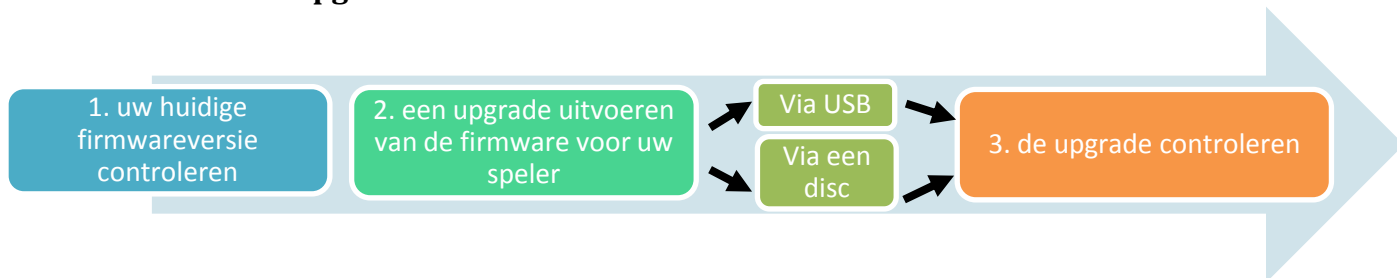 1. uw huidige
firmwareversie
controleren
2. een upgrade uitvoeren
van de firmware voor uw
speler
Via USB
Via een
disc
3. de upgrade controleren